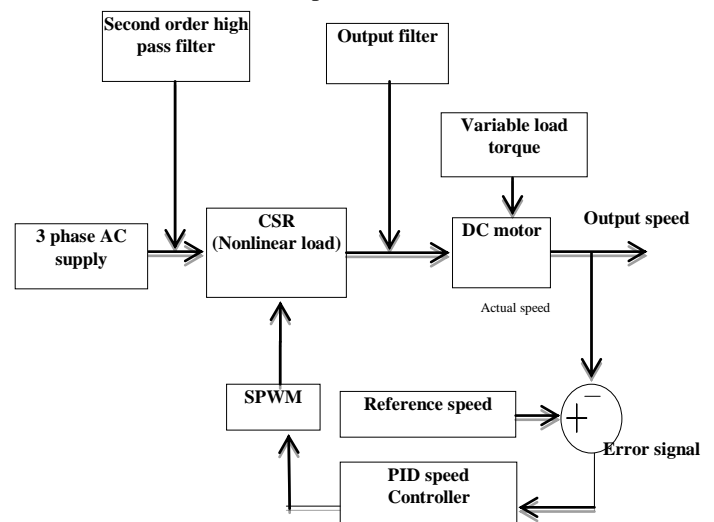 Second order high
pass filter
Output filter
Variable load
torque
3 phase AC
supply
CSR
(Nonlinear load)
DC motor
Output speed
Actual speed
SPWM
Reference speed
+
−
Error signal
PID speed
Controller